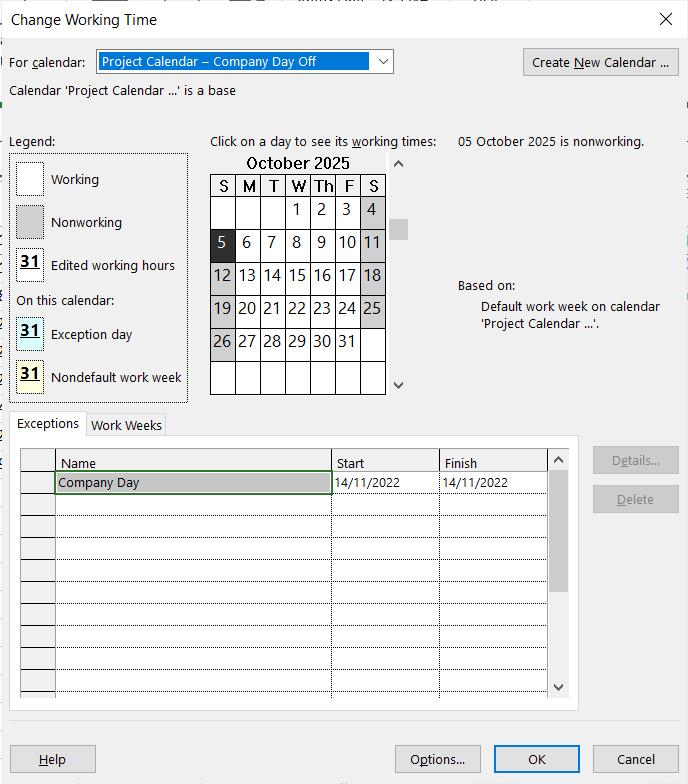 Change Working Time
For calendar: Project Calendar – Company Day Off
Create New Calendar ...
Calendar 'Project Calendar ...' is a base
Legend:
Working
Nonworking
31 Edited working hours
On this calendar:
31 Exception day
31 Nondefault work week
Click on a day to see its working times:
October 2025
S M T W Th F S
1 2 3 4
5 6 7 8 9 10 11
12 13 14 15 16 17 18
19 20 21 22 23 24 25
26 27 28 29 30 31
05 October 2025 is nonworking.
Based on:
Default work week on calendar
'Project Calendar ...'.
Exceptions Work Weeks
Name Start Finish
Company Day 14/11/2022 14/11/2022
Details...
Delete
Help Options... OK Cancel